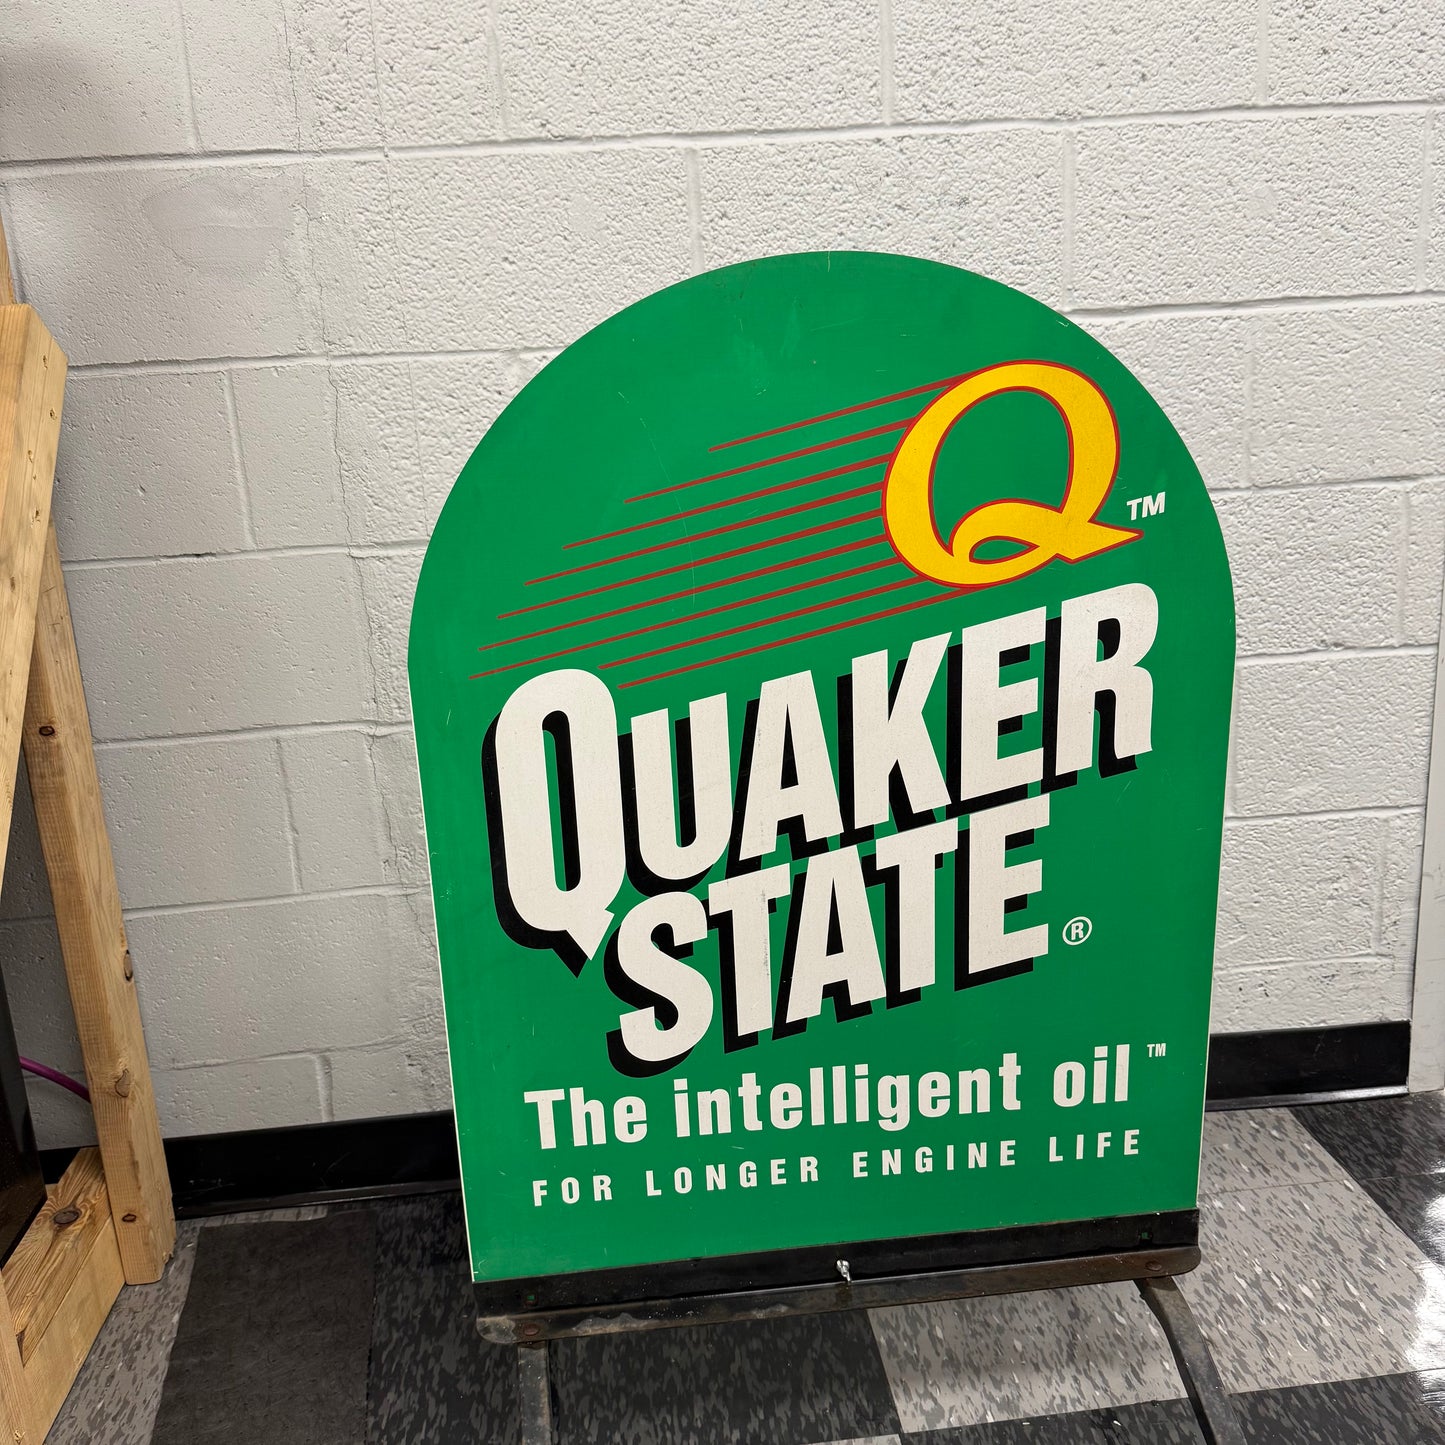 Q™
QUAKER
STATE®
The intelligent oil™
FOR LONGER ENGINE LIFE